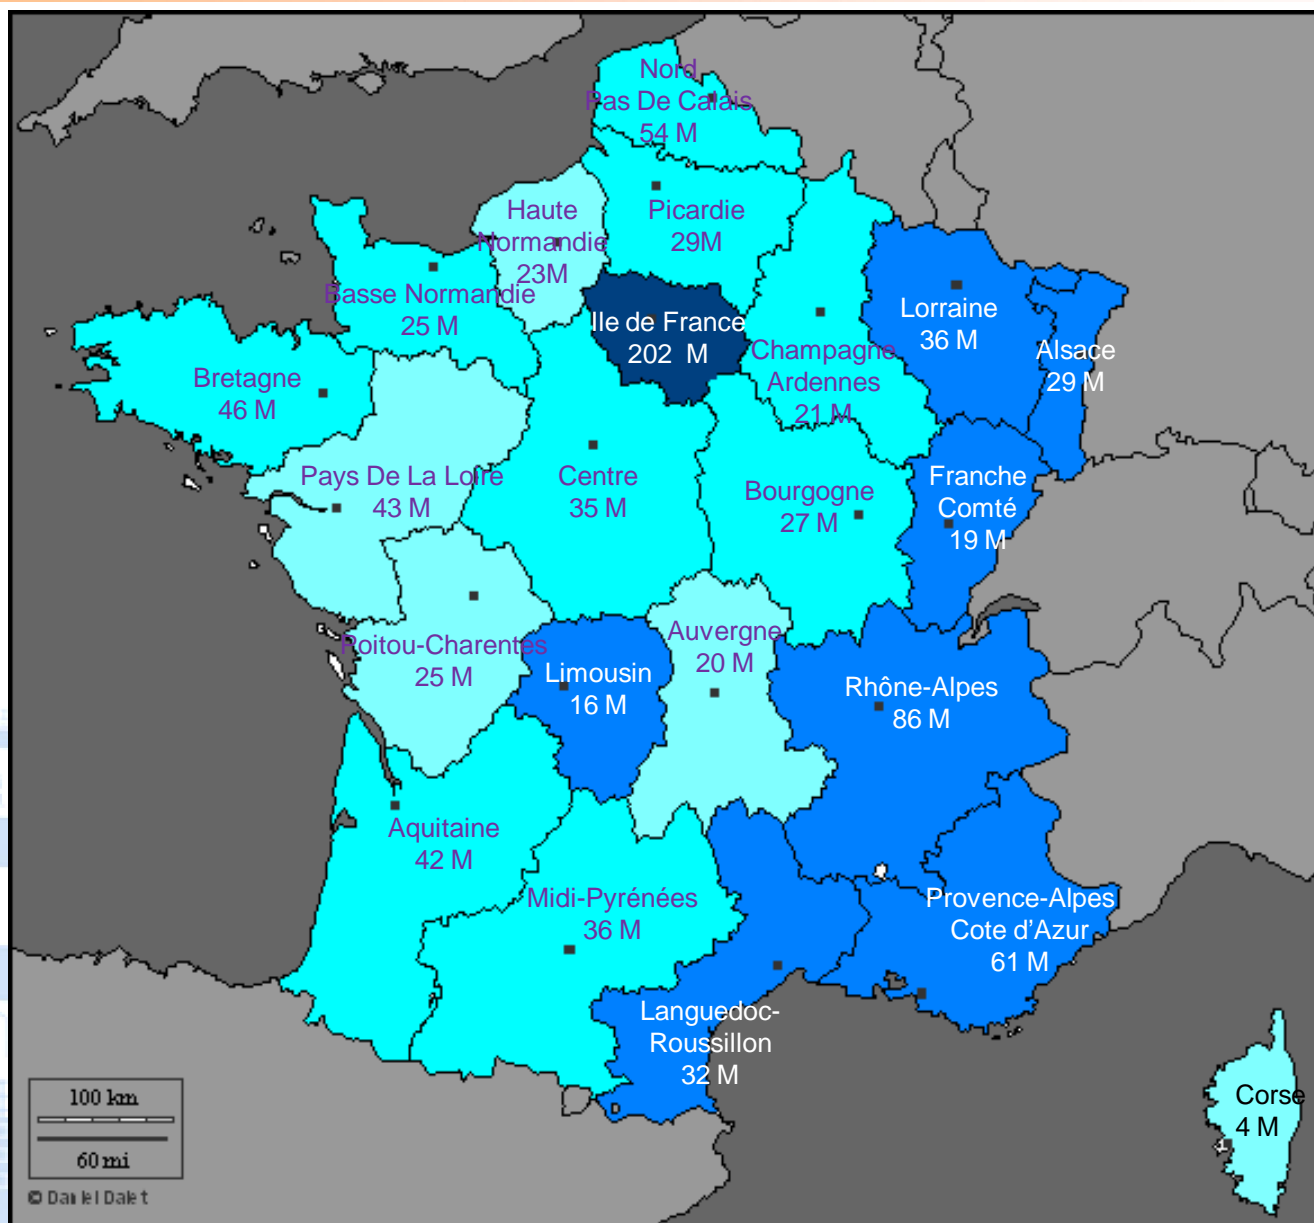 Nord
Pas De Calais
54 M
Picardie
29M
Haute
Normandie
23M
Basse Normandie
25 M
Ile de France
202 M
Champagne
Ardennes
21 M
Lorraine
36 M
Alsace
29 M
Bretagne
46 M
Pays De La Loire
43 M
Centre
35 M
Bourgogne
27 M
Franche
Comté
19 M
Poitou-Charentes
25 M
Limousin
16 M
Auvergne
20 M
Rhône-Alpes
86 M
Aquitaine
42 M
Midi-Pyrénées
36 M
Provence-Alpes
Cote d’Azur
61 M
Languedoc-
Roussillon
32 M
Corse
4 M
100 km
60 mi
© Daniel Dalet